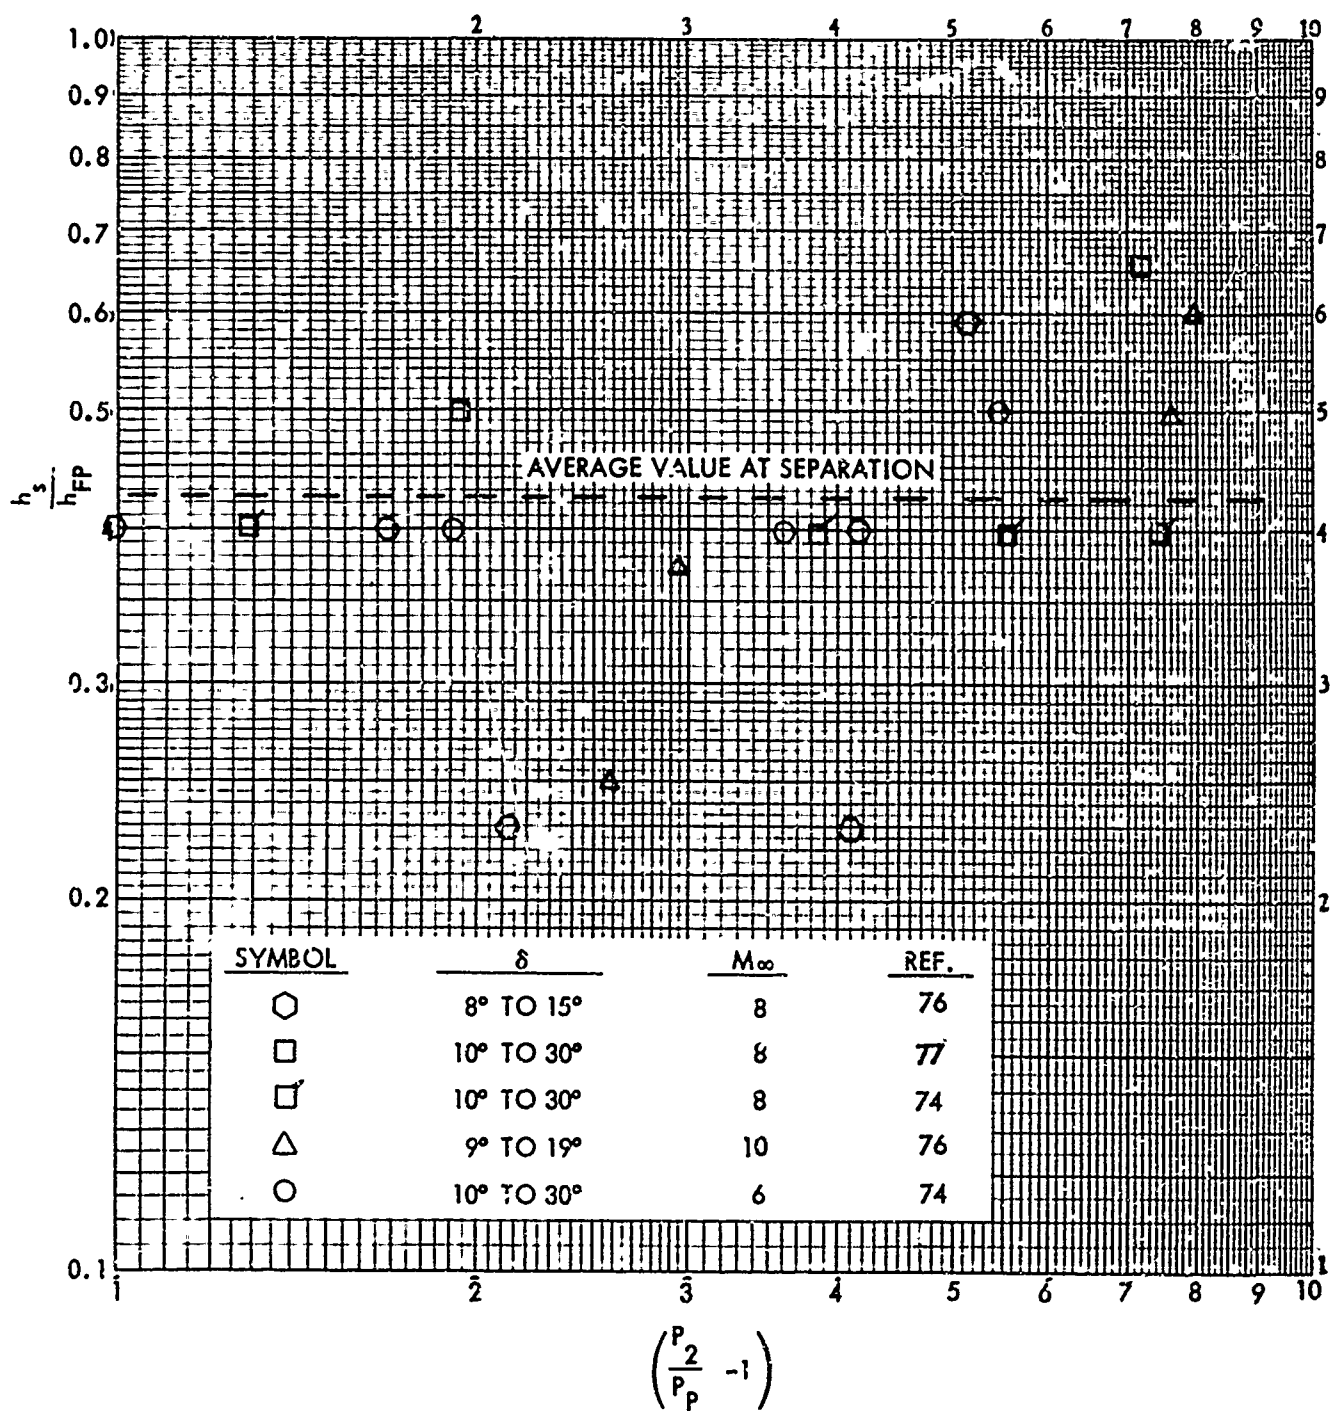 2 3 4 5 6 7 8 9 10
1.0
0.9 9
0.8 8
0.7 7
0.6 6
0.5 5
AVERAGE VALUE AT SEPARATION
h_s
h_FP
4 4
0.3 3
0.2 2
SYMBOL δ M∞ REF.
8° TO 15° 8 76
10° TO 30° 8 77
10° TO 30° 8 74
9° TO 19° 10 76
10° TO 30° 6 74
0.1 1
1 2 3 4 5 6 7 8 9 10
(P_2/P_P -1)